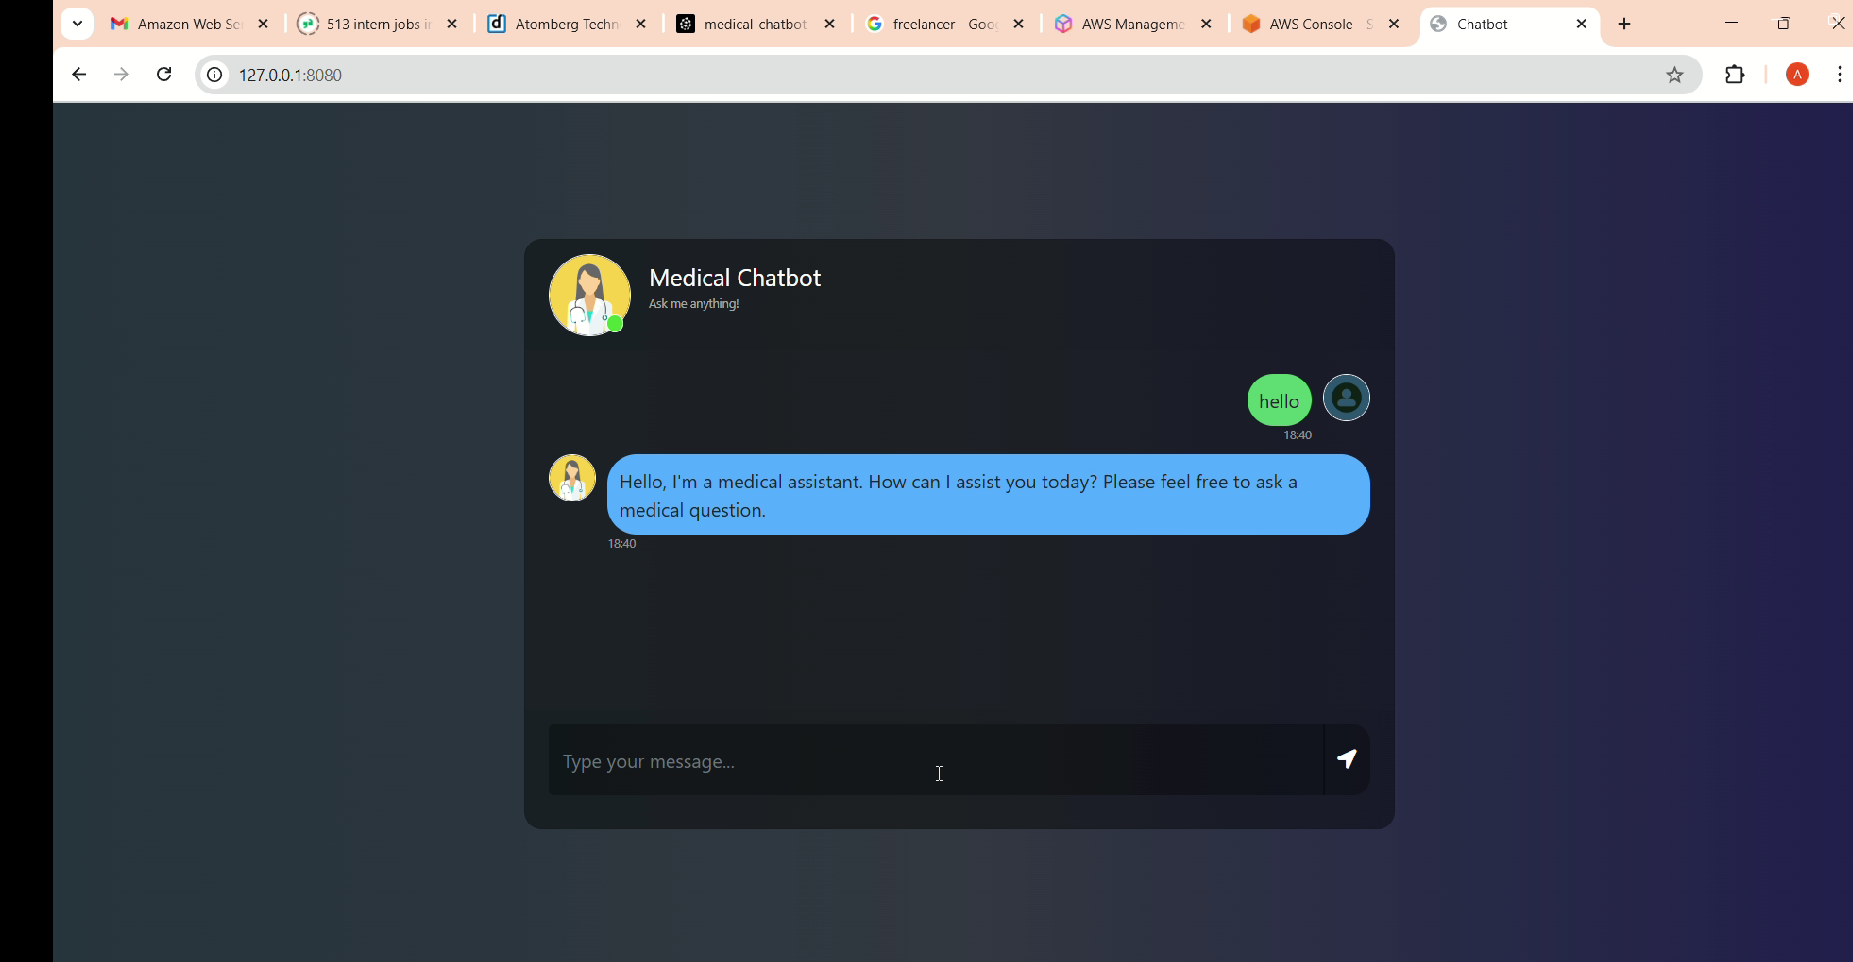 Amazon Web Se
513 intern jobs i
Atomberg Techn
medical chatbot
freelancer Goo
AWS Manageme
AWS Console S
Chatbot
127.0.0.1:8080
A
Medical Chatbot
Ask me anything!
hello
18:40
Hello, I'm a medical assistant. How can I assist you today? Please feel free to ask a
medical question.
18:40
Type your message...